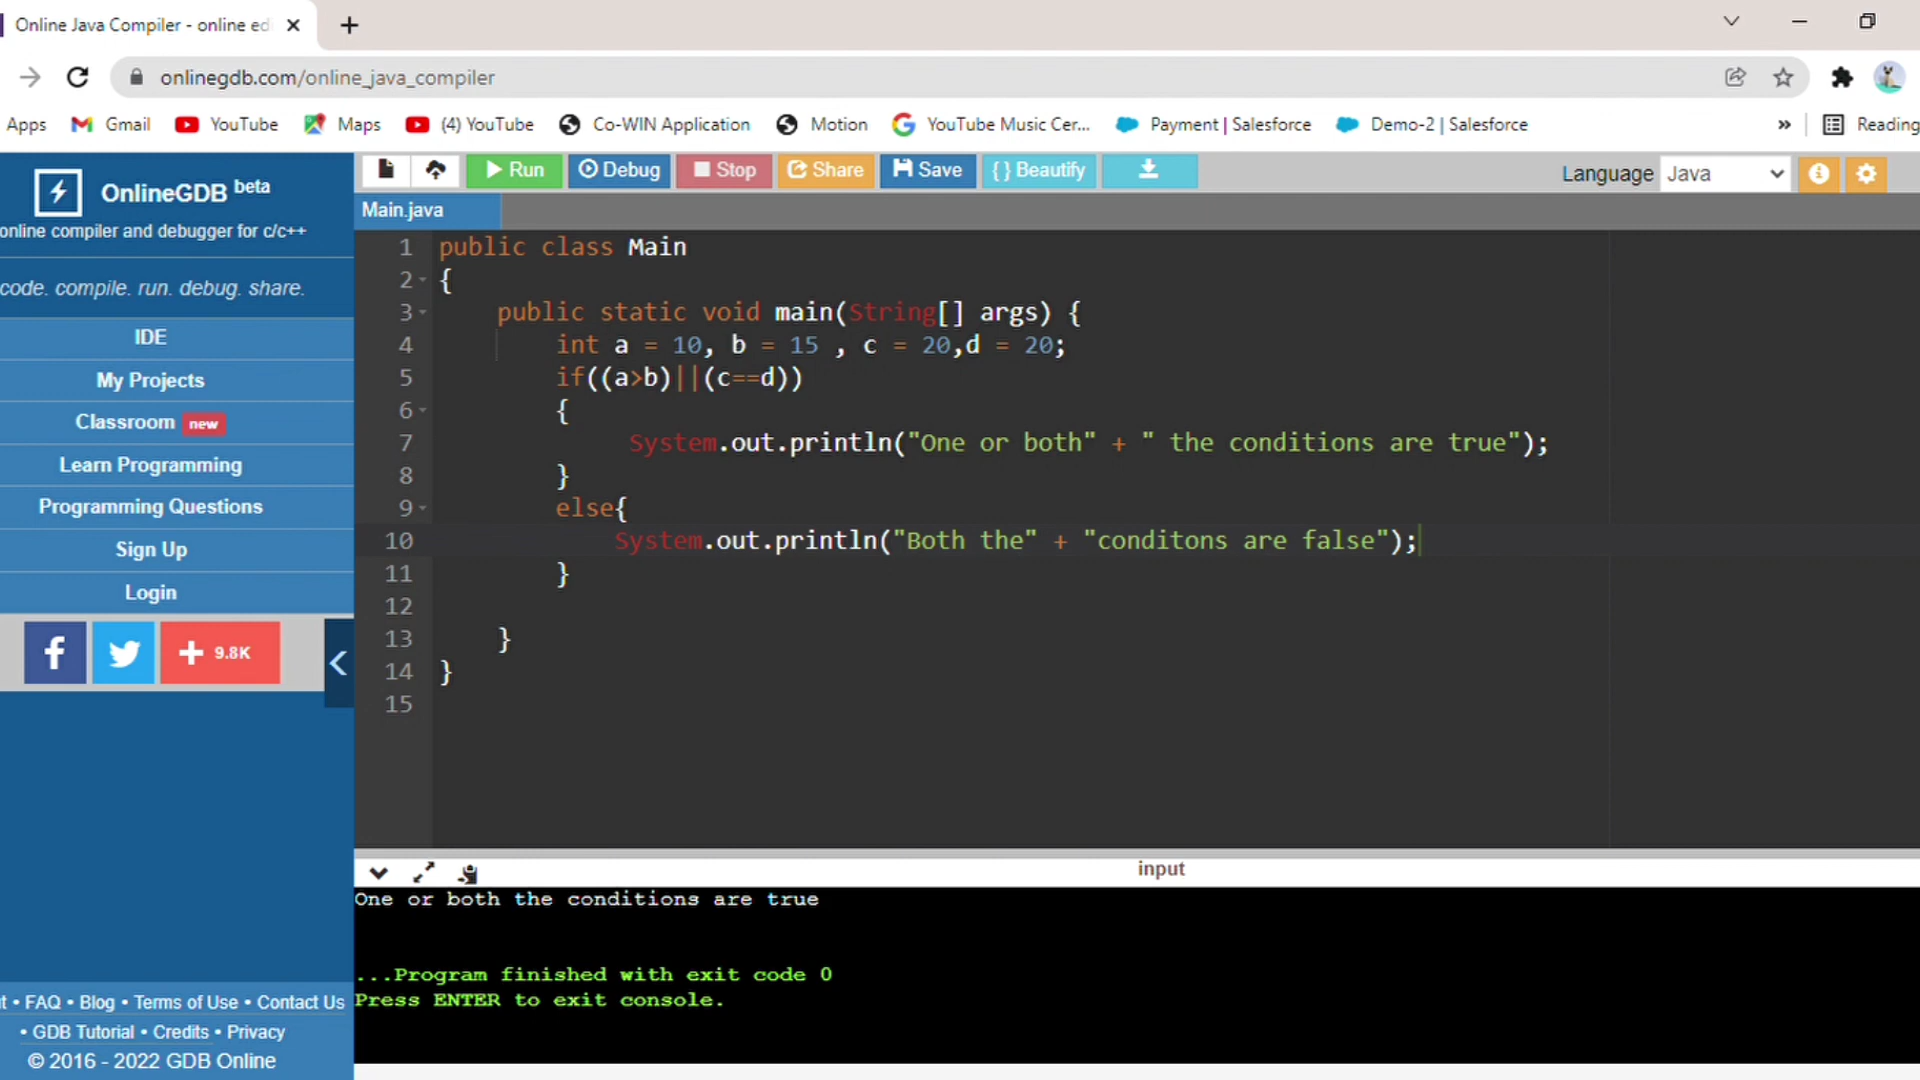 Online Java Compiler - online edi
onlinegdb.com/online_java_compiler
Apps Gmail YouTube Maps (4) YouTube Co-WIN Application Motion YouTube Music Cer... Payment | Salesforce Demo-2 | Salesforce » Reading
OnlineGDB beta
online compiler and debugger for c/c++
code. compile. run. debug. share.
IDE
My Projects
Classroom new
Learn Programming
Programming Questions
Sign Up
Login
9.8K
t • FAQ • Blog • Terms of Use • Contact Us
• GDB Tutorial • Credits • Privacy
© 2016 - 2022 GDB Online
Run Debug Stop Share Save {} Beautify Language Java
Main.java
1 public class Main
2 {
3 public static void main(String[] args) {
4 int a = 10, b = 15 , c = 20,d = 20;
5 if((a>b)||(c==d))
6 {
7 System.out.println("One or both" + " the conditions are true");
8 }
9 else{
10 System.out.println("Both the" + "conditons are false");
11 }
12
13 }
14 }
15
input
One or both the conditions are true
...Program finished with exit code 0
Press ENTER to exit console.